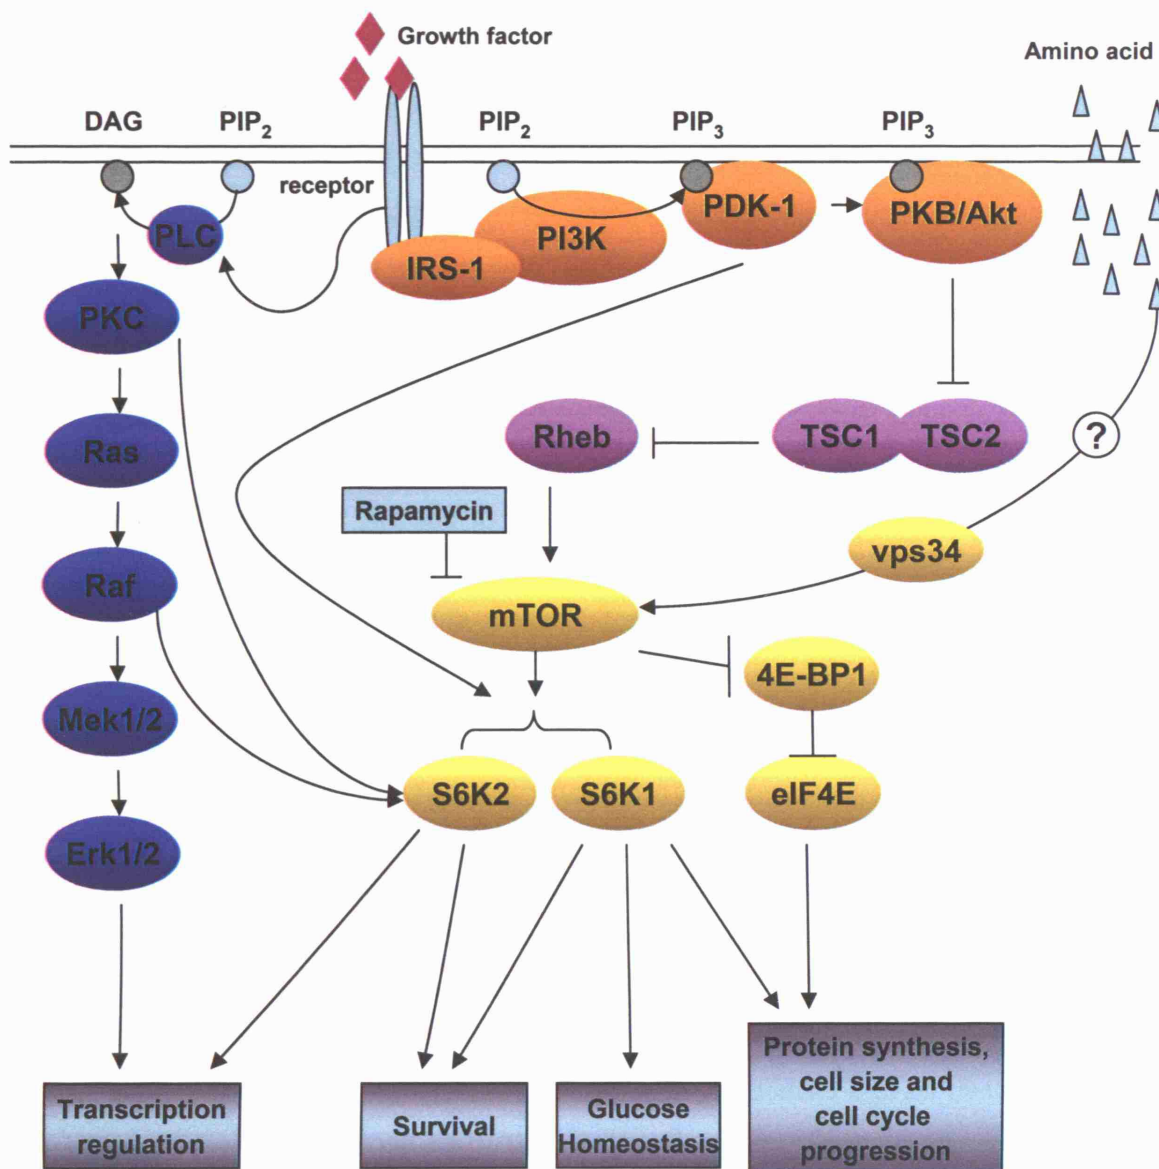 Growth factor
Amino acid
DAG
PIP2
PIP2
PIP3
PIP3
receptor
PLC
PI3K
PDK-1
PKB/Akt
IRS-1
PKC
Ras
Rheb
TSC1
TSC2
?
Rapamycin
vps34
Raf
mTOR
4E-BP1
Mek1/2
S6K2
S6K1
eIF4E
Erk1/2
Transcription
regulation
Survival
Glucose
Homeostasis
Protein synthesis,
cell size and
cell cycle
progression